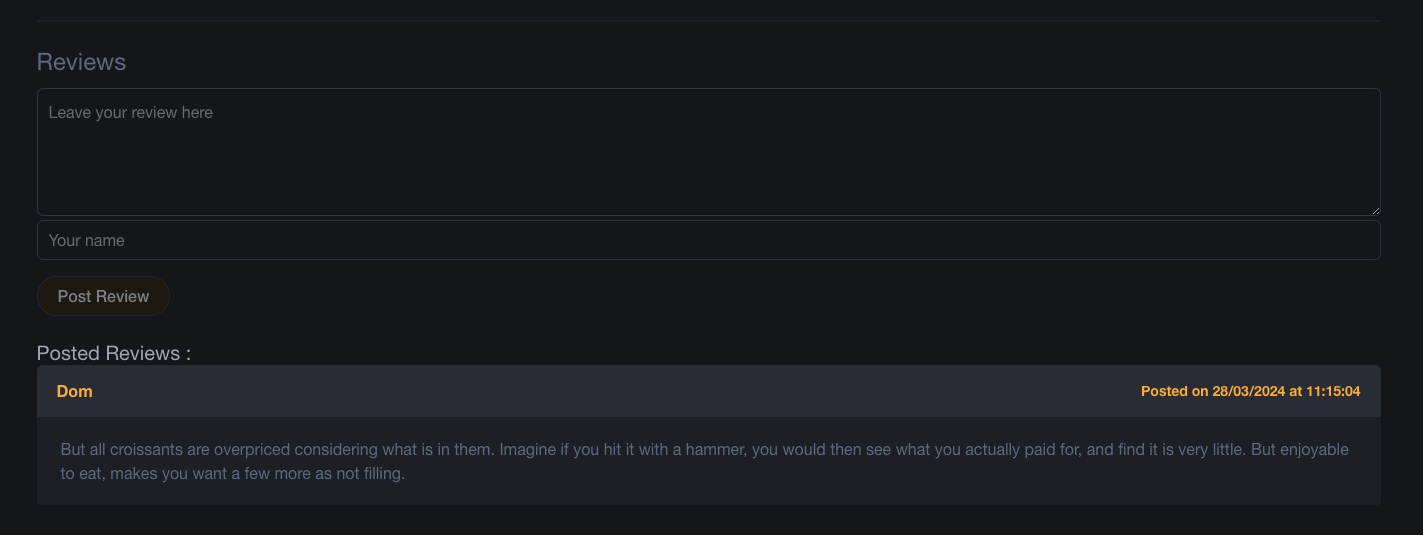 Reviews
Leave your review here
Your name
Post Review
Posted Reviews :
Dom
Posted on 28/03/2024 at 11:15:04
But all croissants are overpriced considering what is in them. Imagine if you hit it with a hammer, you would then see what you actually paid for, and find it is very little. But enjoyable
to eat, makes you want a few more as not filling.